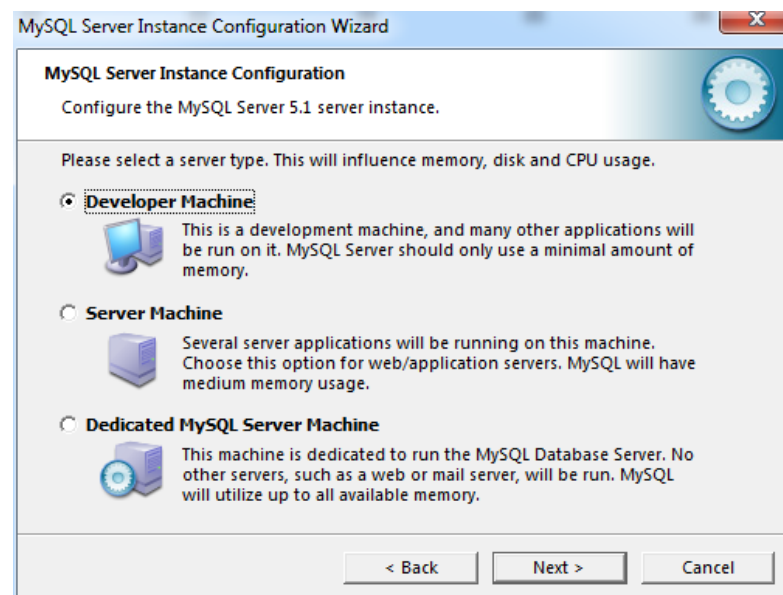 MySQL Server Instance Configuration Wizard
MySQL Server Instance Configuration
Configure the MySQL Server 5.1 server instance.
Please select a server type. This will influence memory, disk and CPU usage.
Developer Machine
This is a development machine, and many other applications will
be run on it. MySQL Server should only use a minimal amount of
memory.
Server Machine
Several server applications will be running on this machine.
Choose this option for web/application servers. MySQL will have
medium memory usage.
Dedicated MySQL Server Machine
This machine is dedicated to run the MySQL Database Server. No
other servers, such as a web or mail server, will be run. MySQL
will utilize up to all available memory.
< Back Next > Cancel